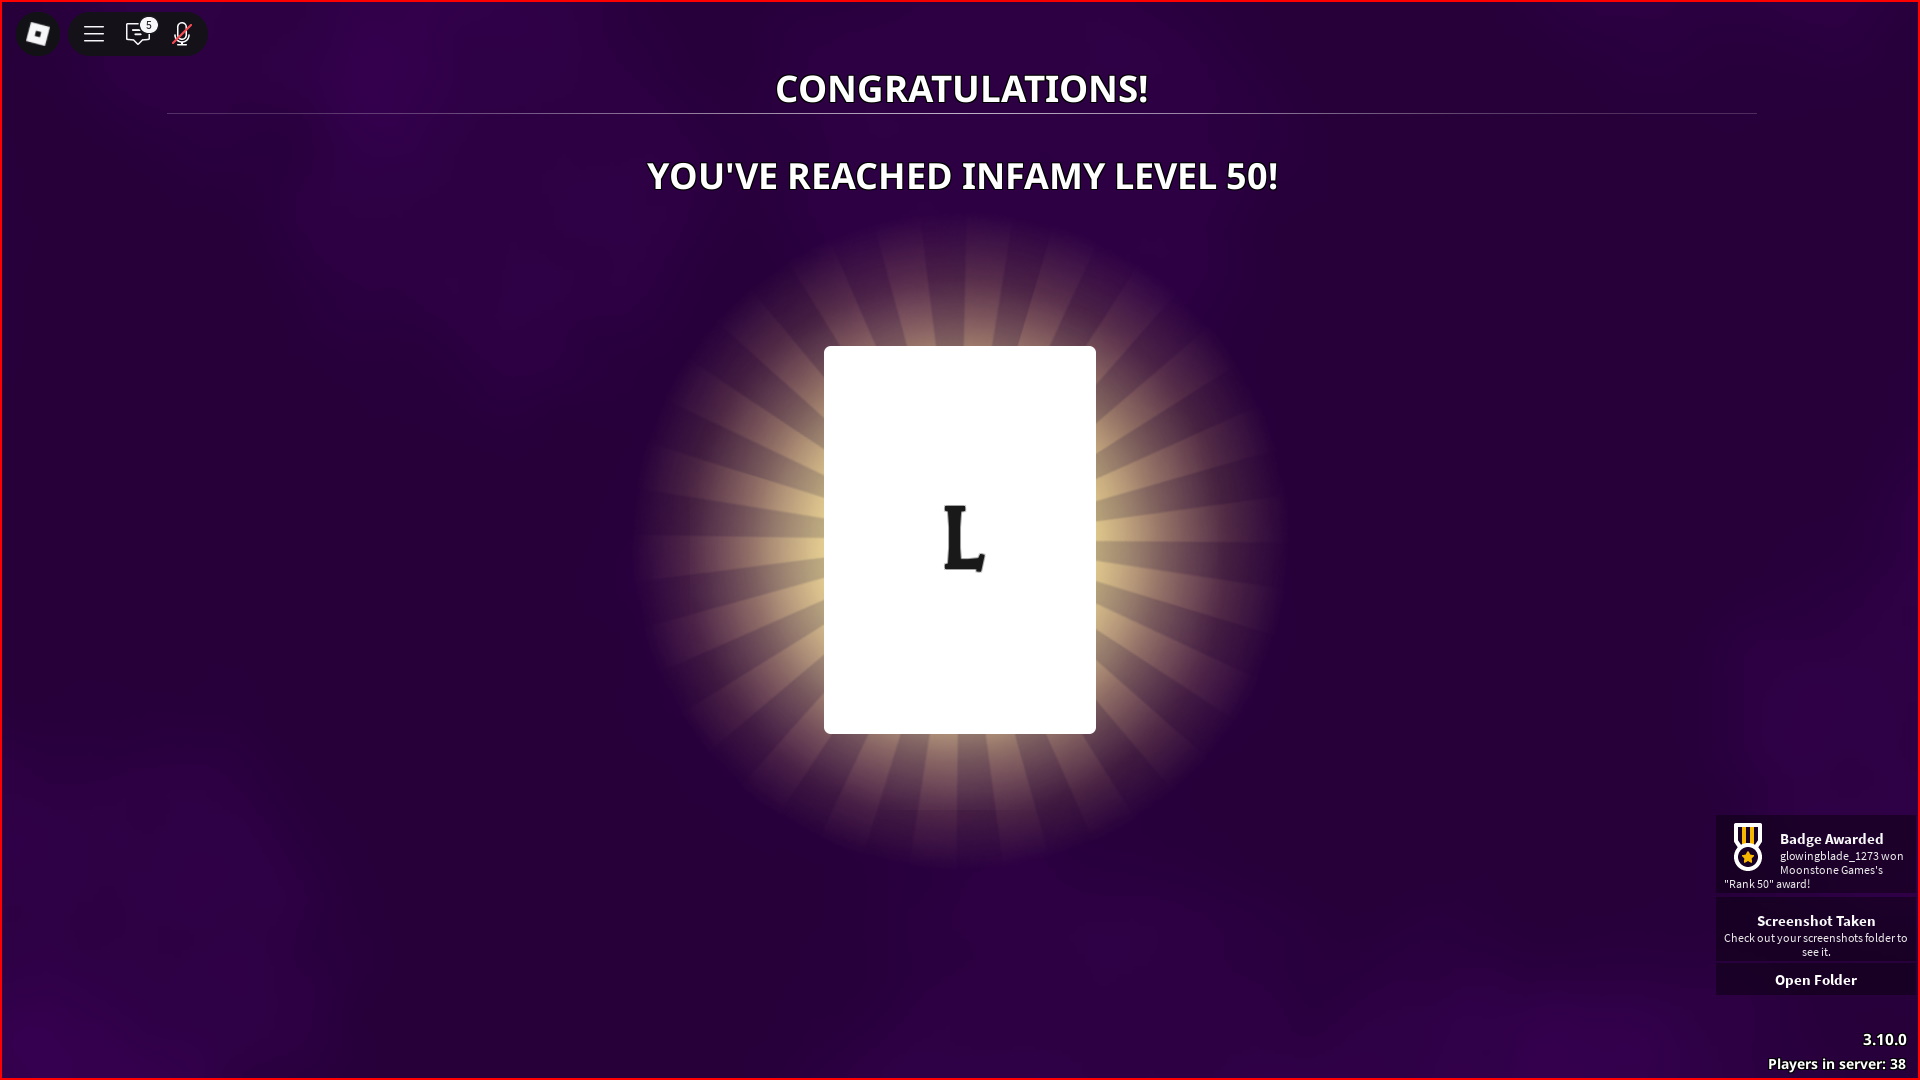 5
CONGRATULATIONS!
YOU'VE REACHED INFAMY LEVEL 50!
L
Badge Awarded
glowingblade_1273 won
Moonstone Games's
"Rank 50" award!
Screenshot Taken
Check out your screenshots folder to
see it.
Open Folder
3.10.0
Players in server: 38